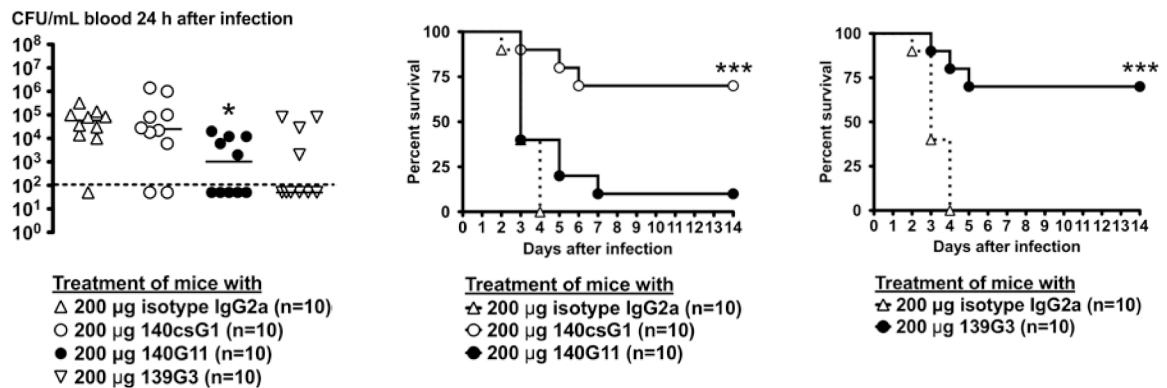 CFU/mL blood 24 h after infection
10⁸
10⁷
10⁶
10⁵
10⁴
10³
10²
10¹
10⁰
*
Treatment of mice with
200 µg isotype IgG2a (n=10)
200 µg 140csG1 (n=10)
200 µg 140G11 (n=10)
200 µg 139G3 (n=10)
Percent survival
100
75
50
25
0
***
0 1 2 3 4 5 6 7 8 9 10 11 12 13 14
Days after infection
Treatment of mice with
200 µg isotype IgG2a (n=10)
200 µg 140csG1 (n=10)
200 µg 140G11 (n=10)
Percent survival
100
75
50
25
0
***
0 1 2 3 4 5 6 7 8 9 10 11 12 13 14
Days after infection
Treatment of mice with
200 µg isotype IgG2a (n=10)
200 µg 139G3 (n=10)